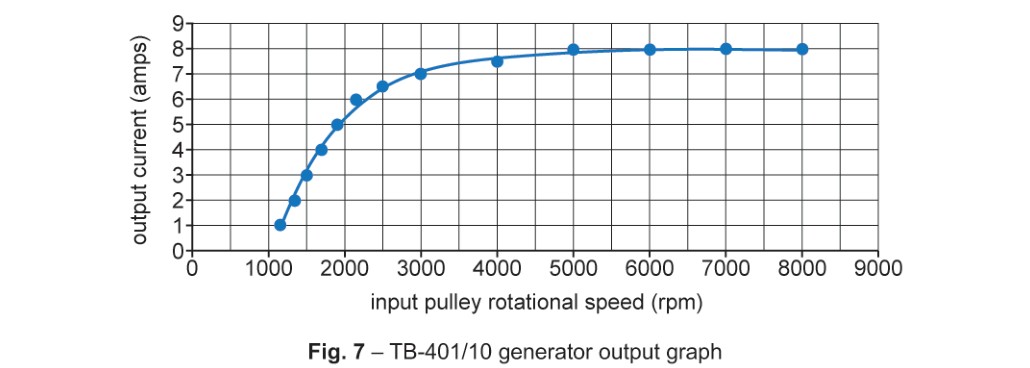 output current (amps)
9
8
7
6
5
4
3
2
1
0
0 1000 2000 3000 4000 5000 6000 7000 8000 9000
input pulley rotational speed (rpm)
Fig. 7 – TB-401/10 generator output graph